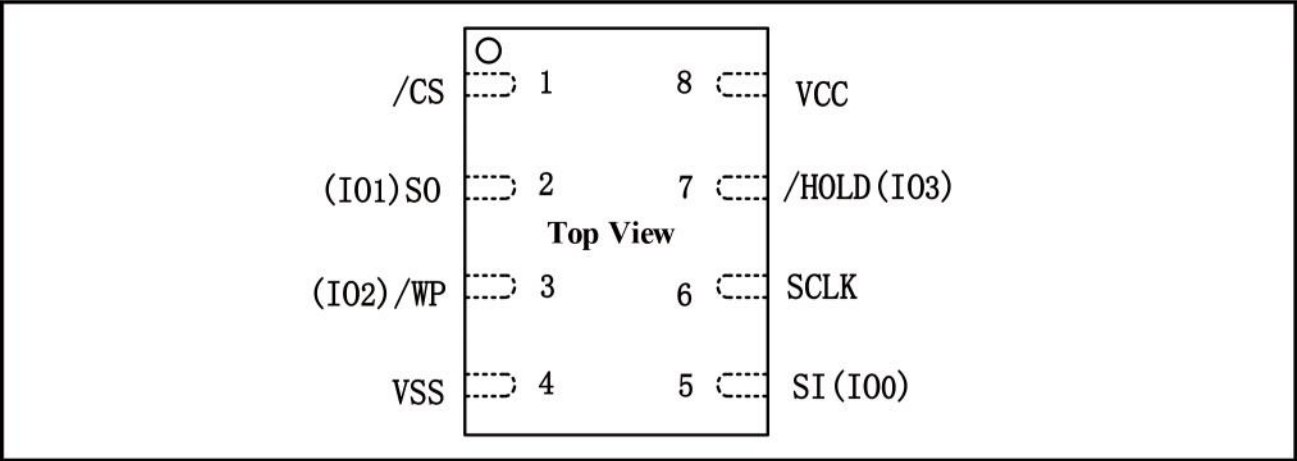 /CS 1 8 VCC
(IO1)SO 2 7 /HOLD(IO3)
Top View
(IO2)/WP 3 6 SCLK
VSS 4 5 SI(IO0)